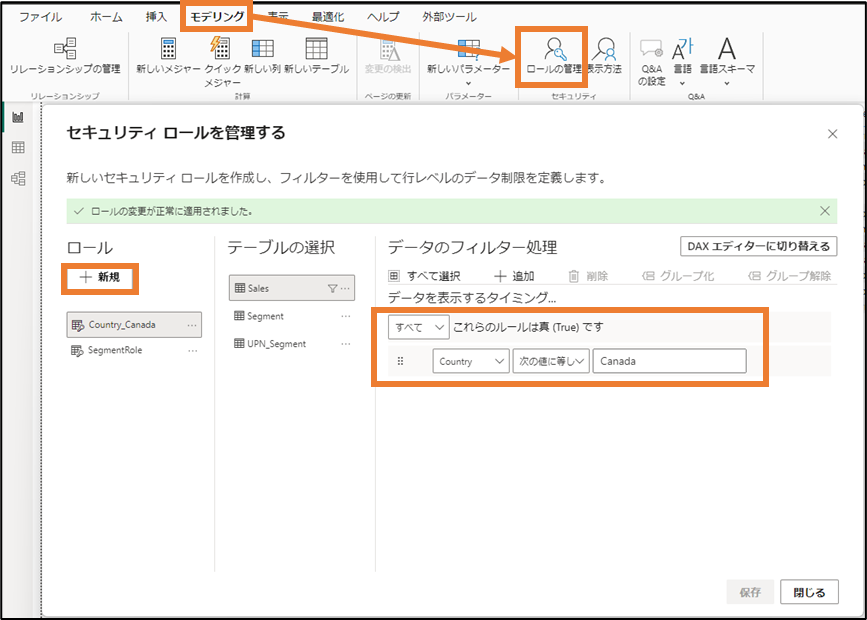 ファイル ホーム 挿入 モデリング 表示 最適化 ヘルプ 外部ツール
リレーションシップの管理 新しいメジャー クイック メジャー 新しい列 新しいテーブル 変更の検出 新しいパラメーター ロールの管理 表示方法 Q&A の設定 言語 言語スキーマ
リレーションシップ 計算 ページの更新 パラメーター セキュリティ Q&A
セキュリティ ロールを管理する
新しいセキュリティ ロールを作成し、フィルターを使用して行レベルのデータ制限を定義します。
ロールの変更が正常に適用されました。
ロール
新規
Country_Canada
SegmentRole
テーブルの選択
Sales
Segment
UPN_Segment
データのフィルター処理
DAX エディターに切り替える
すべて選択 追加 削除 グループ化 グループ解除
データを表示するタイミング...
すべて これらのルールは真 (True) です
Country 次の値に等し Canada
保存 閉じる